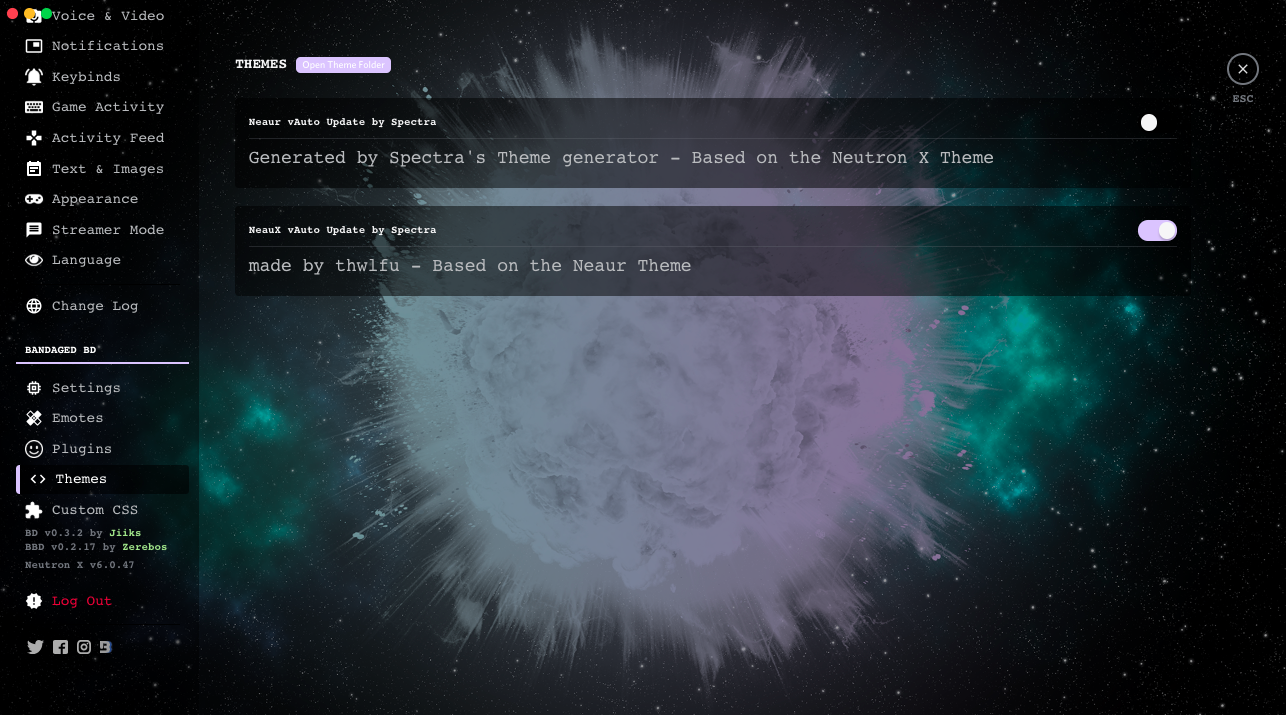 Voice & Video
Notifications
Keybinds
Game Activity
Activity Feed
Text & Images
Appearance
Streamer Mode
Language
Change Log
BANDAGED BD
Settings
Emotes
Plugins
Themes
Custom CSS
BD v0.3.2 by Jiiks
BBD v0.2.17 by Zerebos
Neutron X v6.0.47
Log Out
THEMES Open Theme Folder
Neaur vAuto Update by Spectra
Generated by Spectra's Theme generator - Based on the Neutron X Theme
NeauX vAuto Update by Spectra
made by thwlfu - Based on the Neaur Theme
ESC